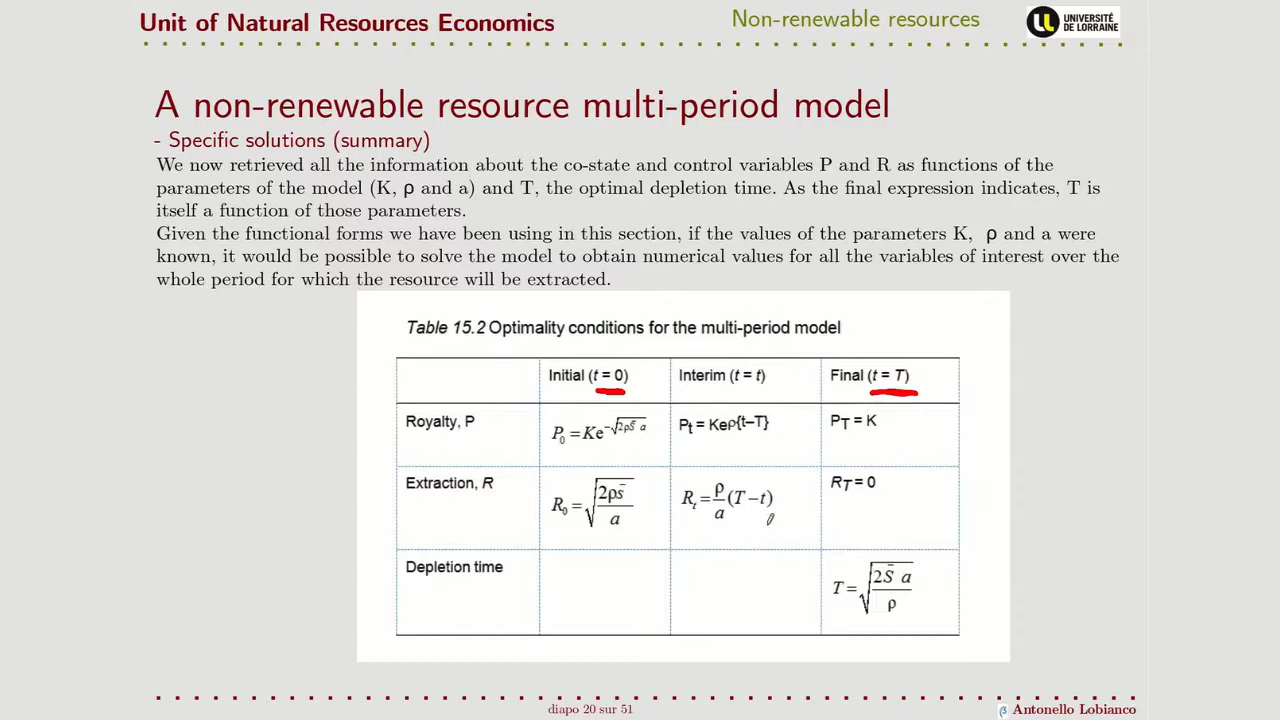 Unit of Natural Resources Economics
Non-renewable resources
UNIVERSITÉ
DE LORRAINE
A non-renewable resource multi-period model
- Specific solutions (summary)
We now retrieved all the information about the co-state and control variables P and R as functions of the
parameters of the model (K, ρ and a) and T, the optimal depletion time. As the final expression indicates, T is
itself a function of those parameters.
Given the functional forms we have been using in this section, if the values of the parameters K, ρ and a were
known, it would be possible to solve the model to obtain numerical values for all the variables of interest over the
whole period for which the resource will be extracted.
Table 15.2 Optimality conditions for the multi-period model
Initial (t = 0) Interim (t = t) Final (t = T)
Royalty, P P₀ = Ke^{-√(2ρS̄a)} Pt = Keρ{t–T} PT = K
Extraction, R R₀ = √(2ρs̄/a) Rt = ρ/a (T – t) RT = 0
Depletion time T = √(2S̄a/ρ)
diapo 20 sur 51
β Antonello Lobianco